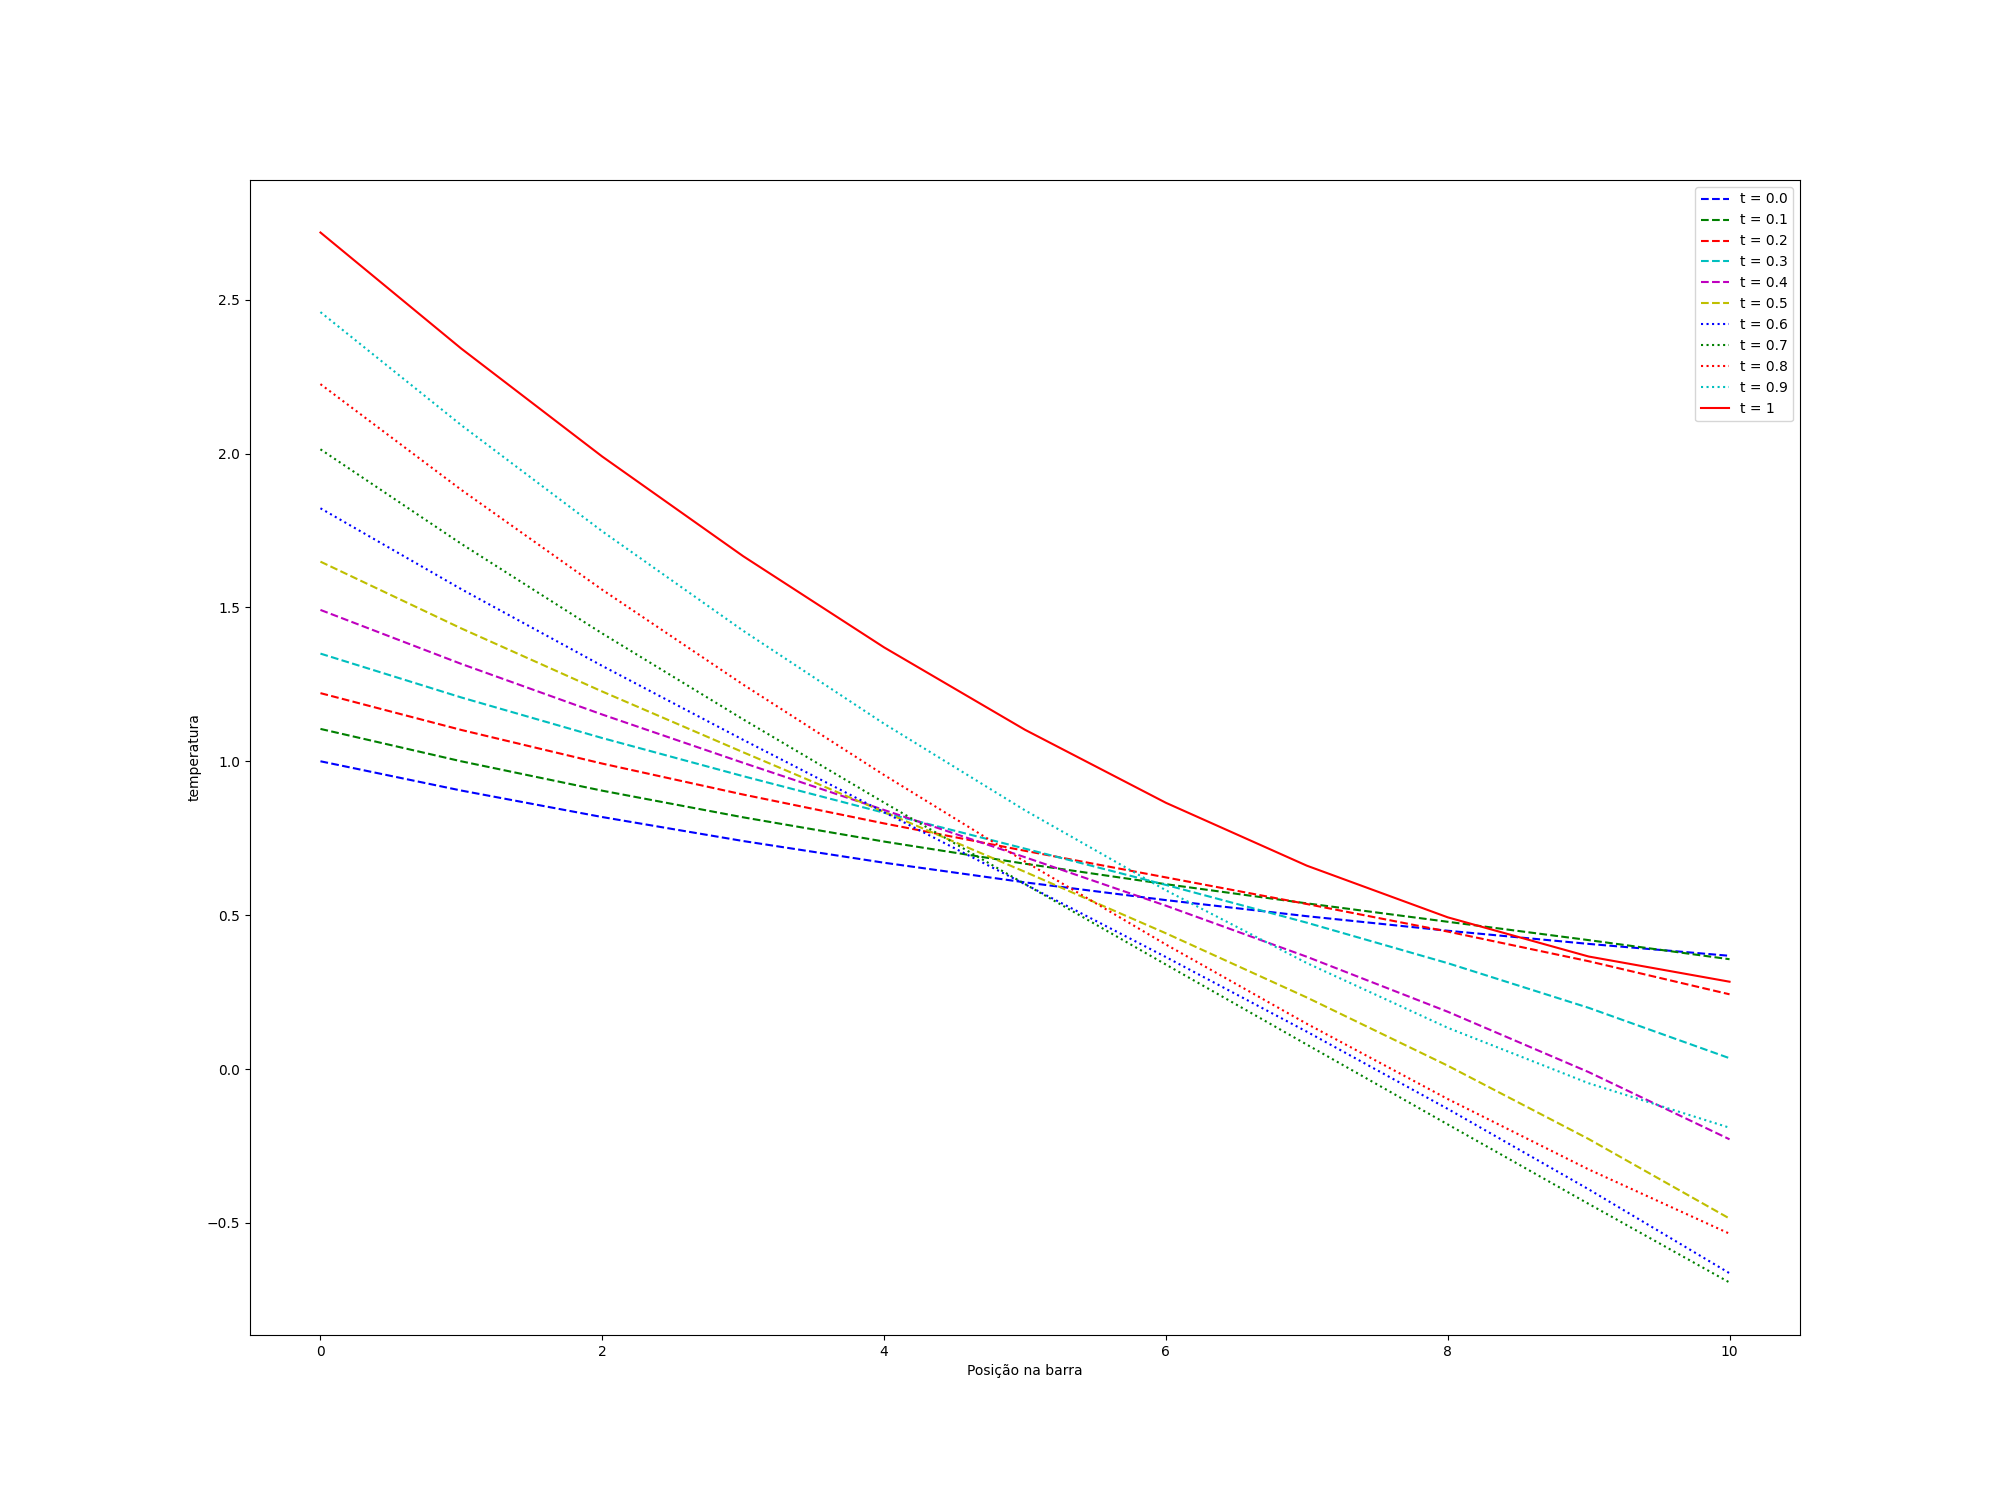 t = 0.0
t = 0.1
t = 0.2
t = 0.3
t = 0.4
t = 0.5
t = 0.6
t = 0.7
t = 0.8
t = 0.9
t = 1
2.5
2.0
1.5
1.0
0.5
0.0
−0.5
temperatura
0 2 4 6 8 10
Posição na barra